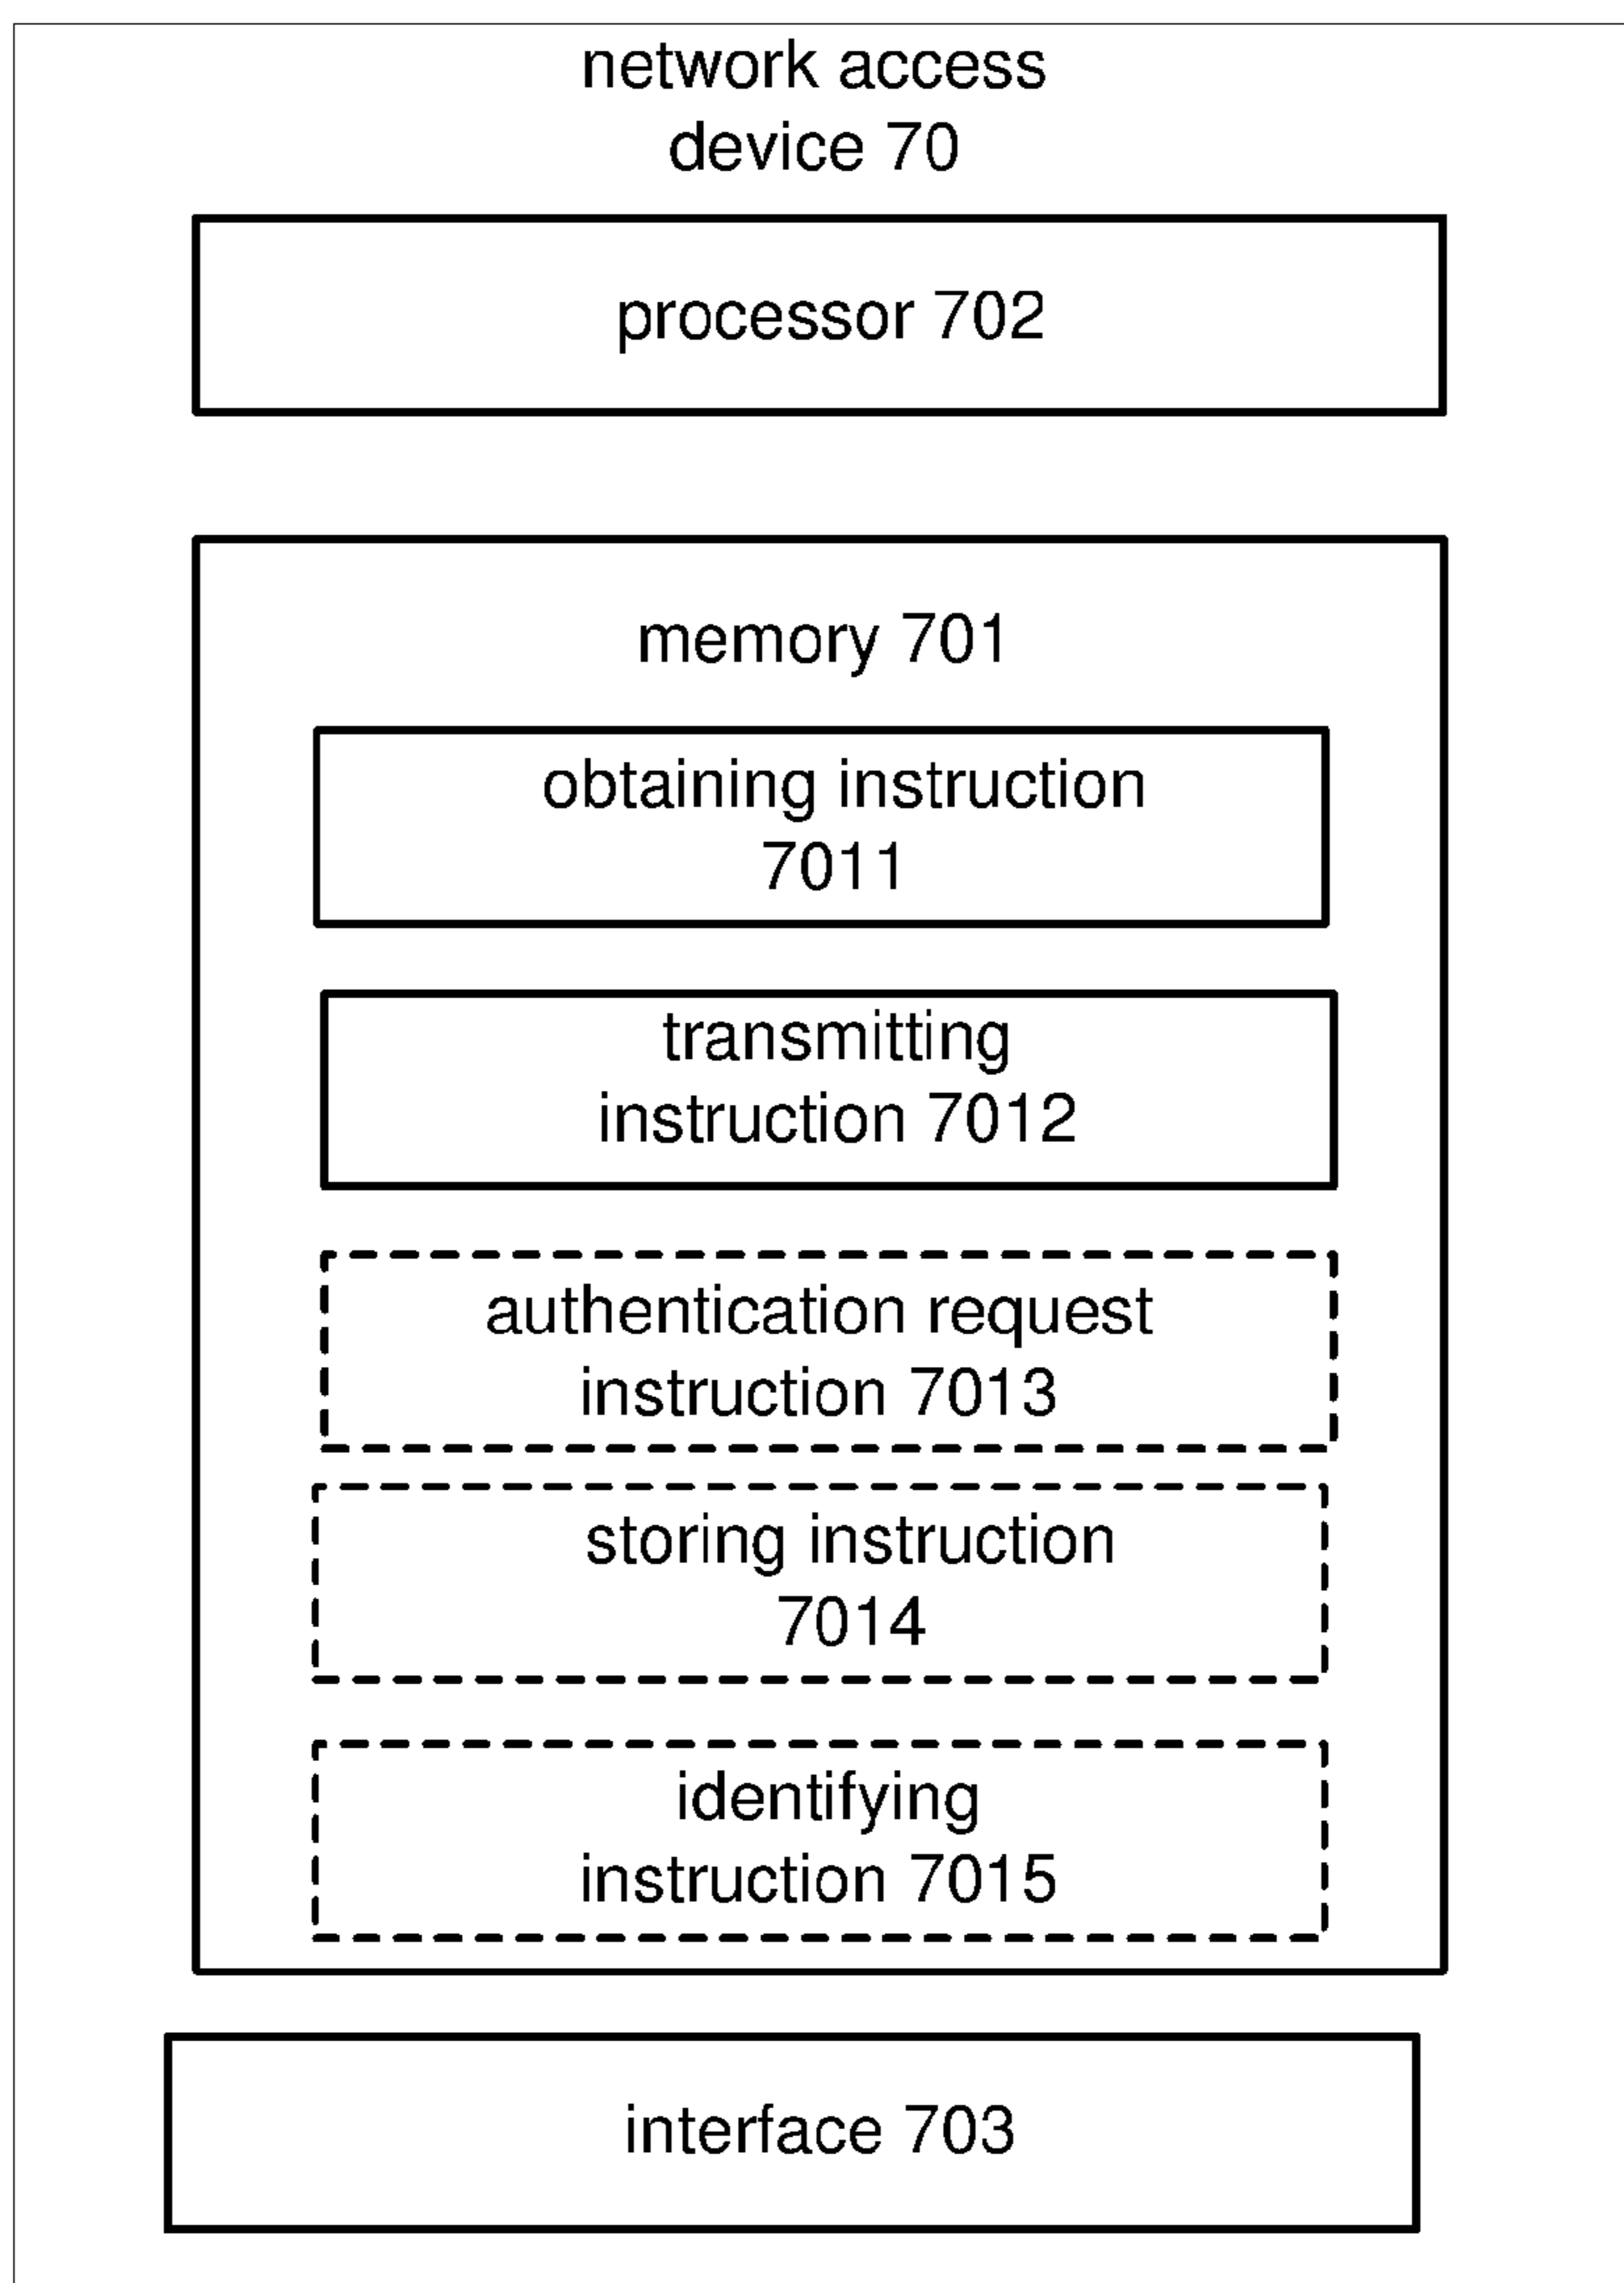 network access
device 70
processor 702
memory 701
obtaining instruction
7011
transmitting
instruction 7012
authentication request
instruction 7013
storing instruction
7014
identifying
instruction 7015
interface 703